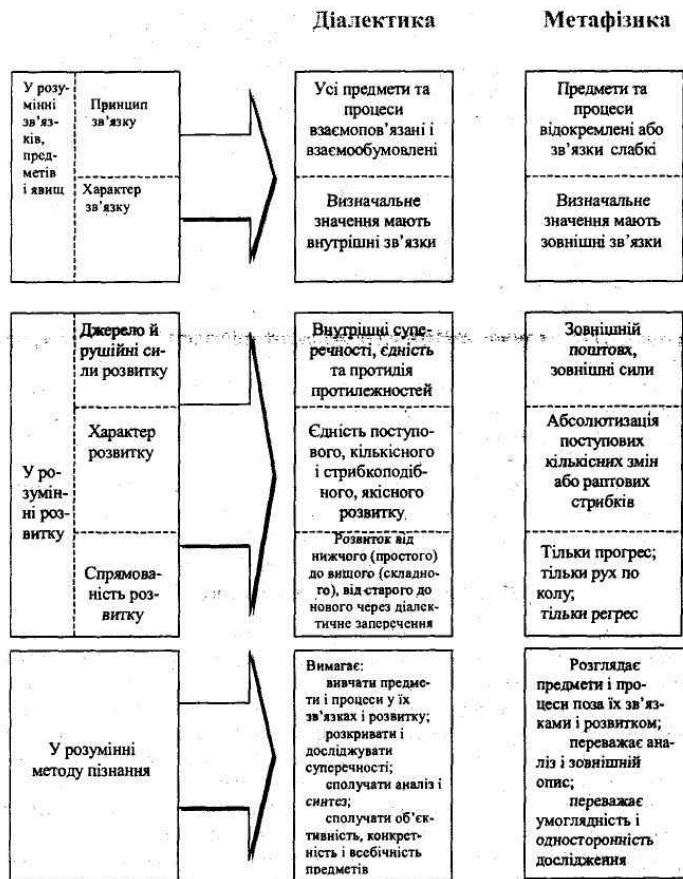 Діалектика
Метафізика
У розу-
мінні
зв'яз-
ків,
пред-
метів
і явищ
Принцип
зв'язку
Характер
зв'язку
Усі предмети та
процеси
взаємопов'язані і
взаємообумовлені
Визначальне
значення мають
внутрішні зв'язки
Предмети та
процеси
відокремлені або
зв'язки слабкі
Визначальне
значення мають
зовнішні зв'язки
У розумін-
ні роз-
витку
Джерело й
рушійні си-
ли розвитку
Характер
розвитку
Спрямова-
ність роз-
витку
Внутрішні супе-
речності, єдність
та протидія
протилежностей
Єдність поступо-
вого, кількісного
і стрибкоподіб-
ного, якісного
розвитку
Розвиток від
нижчого (простого)
до вищого (складно-
го), від старого до
нового через діалек-
тичне заперечення
Зовнішній
поштовх,
зовнішні сили
Абсолютизація
поступових
кількісних змін
або раптових
стрибків
Тільки прогрес;
тільки рух по
колу;
тільки регрес
У розумінні
методу пізнання
Вимагає:
вивчати предме-
ти і процеси у їх
зв'язках і розвитку;
розкривати і
досліджувати
суперечності;
сполучати аналіз і
синтез;
сполучати об'єк-
тивність, конкрет-
ність і всебічність
предметів
Розглядає
предмети і про-
цеси поза їх зв'яз-
ками і розвитком;
переважає ана-
ліз і зовнішній
опис;
переважає
умоглядність і
односторонність
дослідження